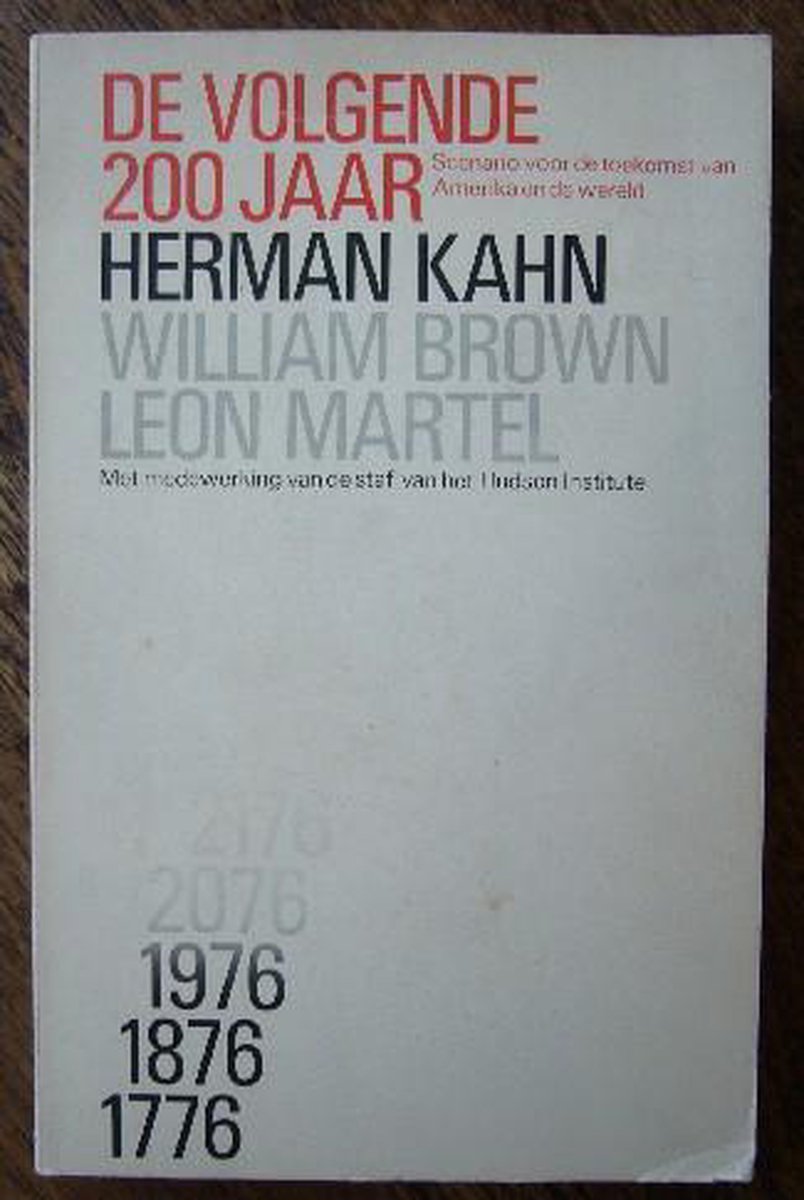 DE VOLGENDE
200 JAAR
Scenario voor de toekomst van
Amerika en de wereld
HERMAN KAHN
WILLIAM BROWN
LEON MARTEL
Met medewerking van de staf van het Hudson Institute
2176
2076
1976
1876
1776